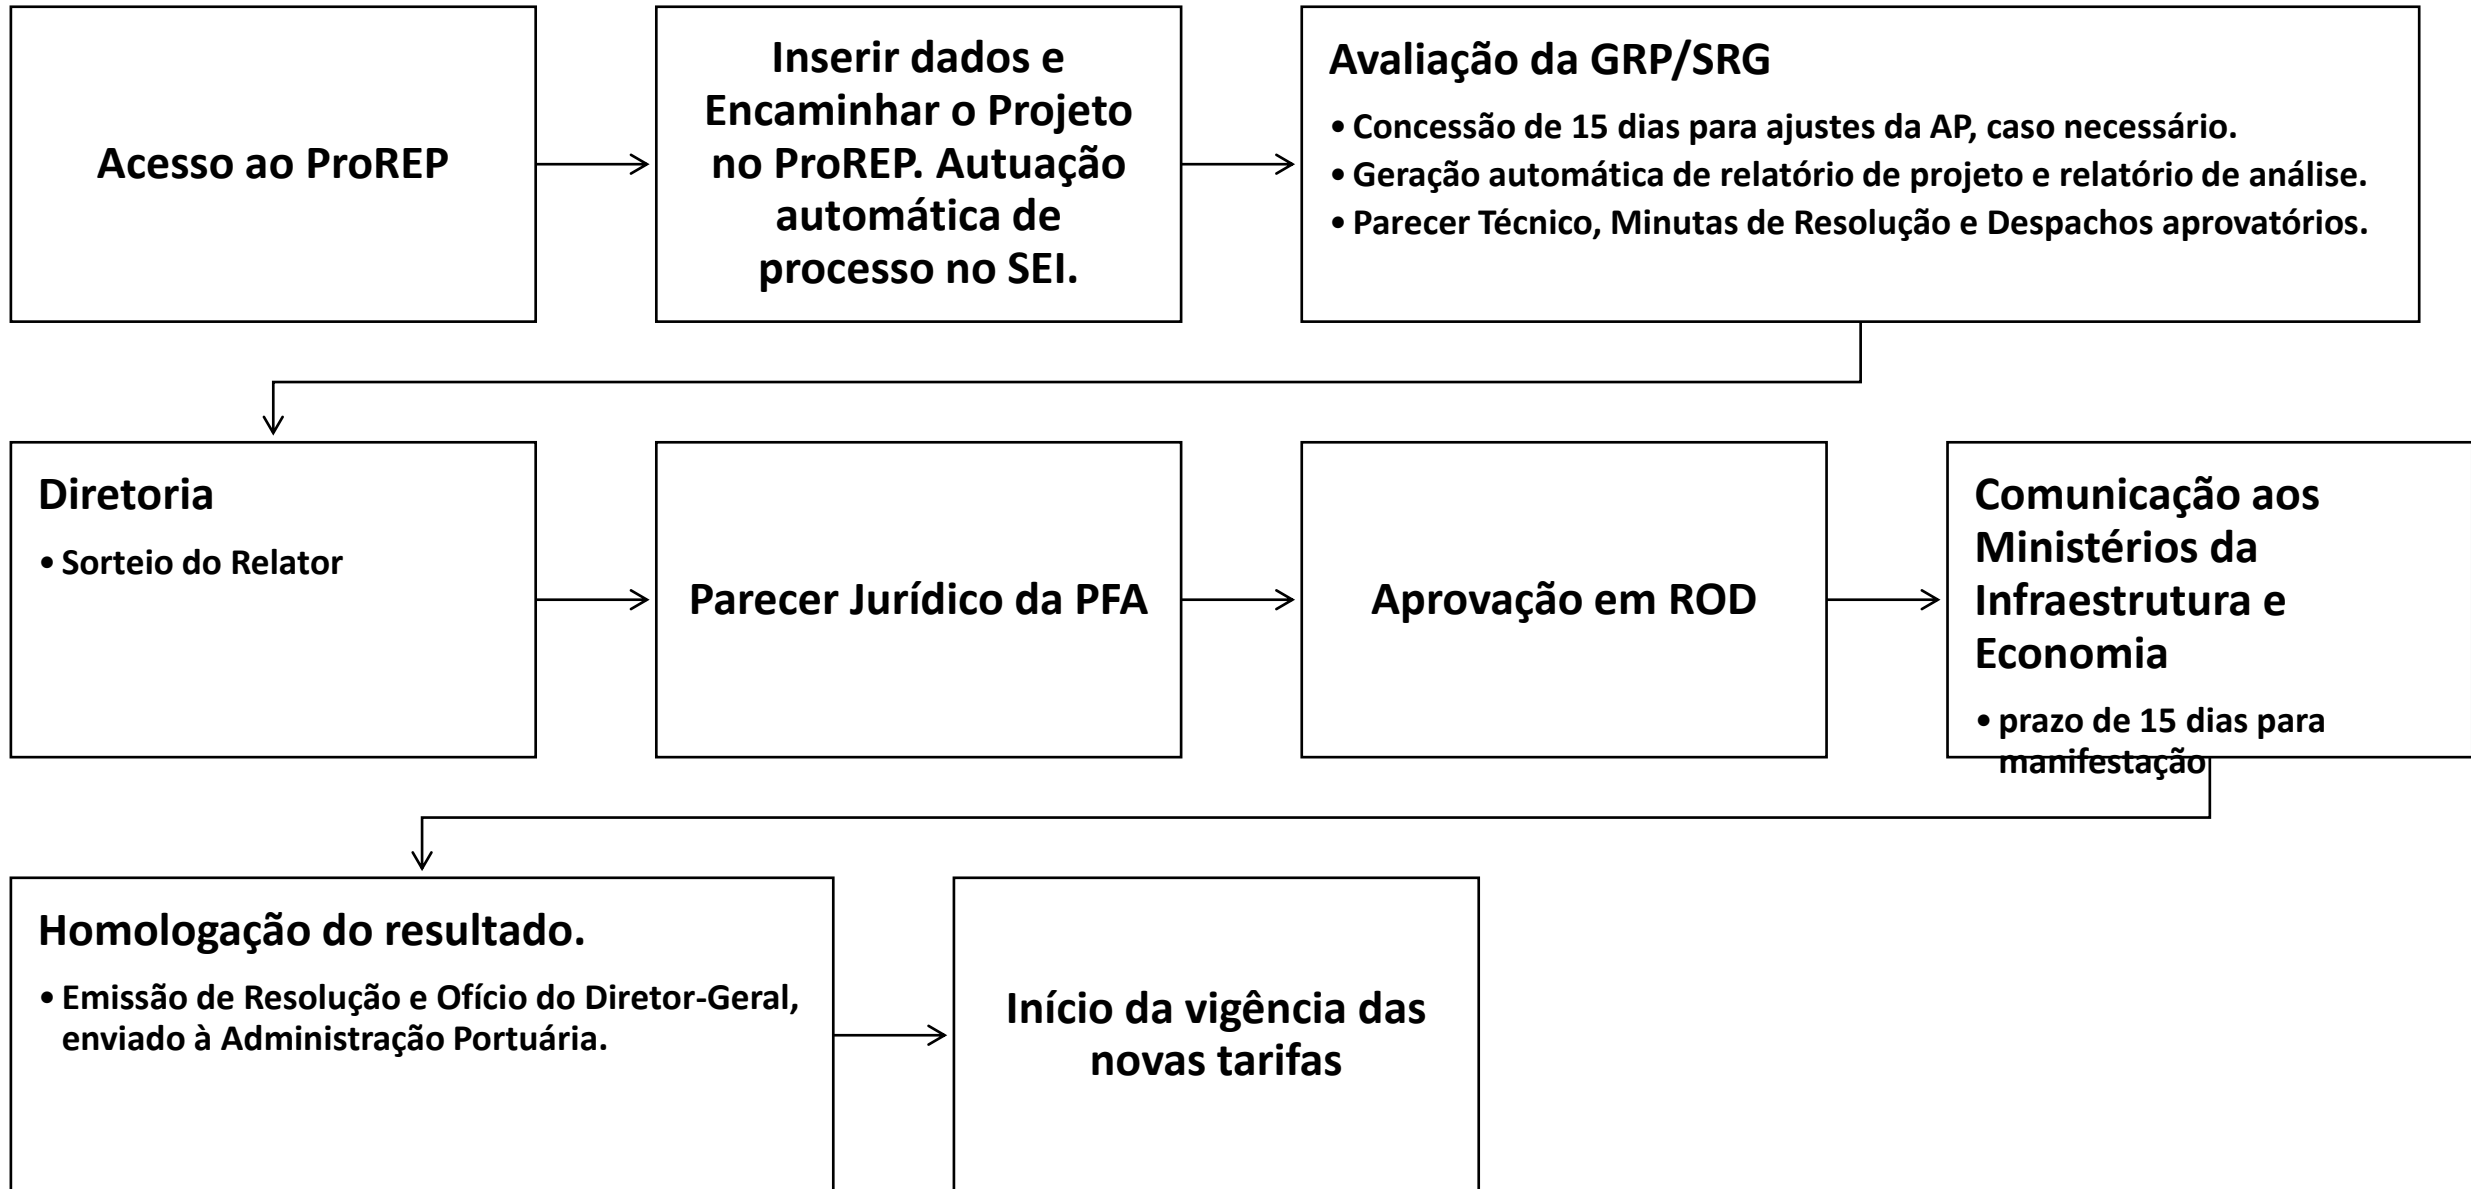 Acesso ao ProREP
Inserir dados e
Encaminhar o Projeto
no ProREP. Autuação
automática de
processo no SEI.
Avaliação da GRP/SRG
• Concessão de 15 dias para ajustes da AP, caso necessário.
• Geração automática de relatório de projeto e relatório de análise.
• Parecer Técnico, Minutas de Resolução e Despachos aprovatórios.
Diretoria
• Sorteio do Relator
Parecer Jurídico da PFA
Aprovação em ROD
Comunicação aos
Ministérios da
Infraestrutura e
Economia
• prazo de 15 dias para
manifestação
Homologação do resultado.
• Emissão de Resolução e Ofício do Diretor-Geral,
enviado à Administração Portuária.
Início da vigência das
novas tarifas